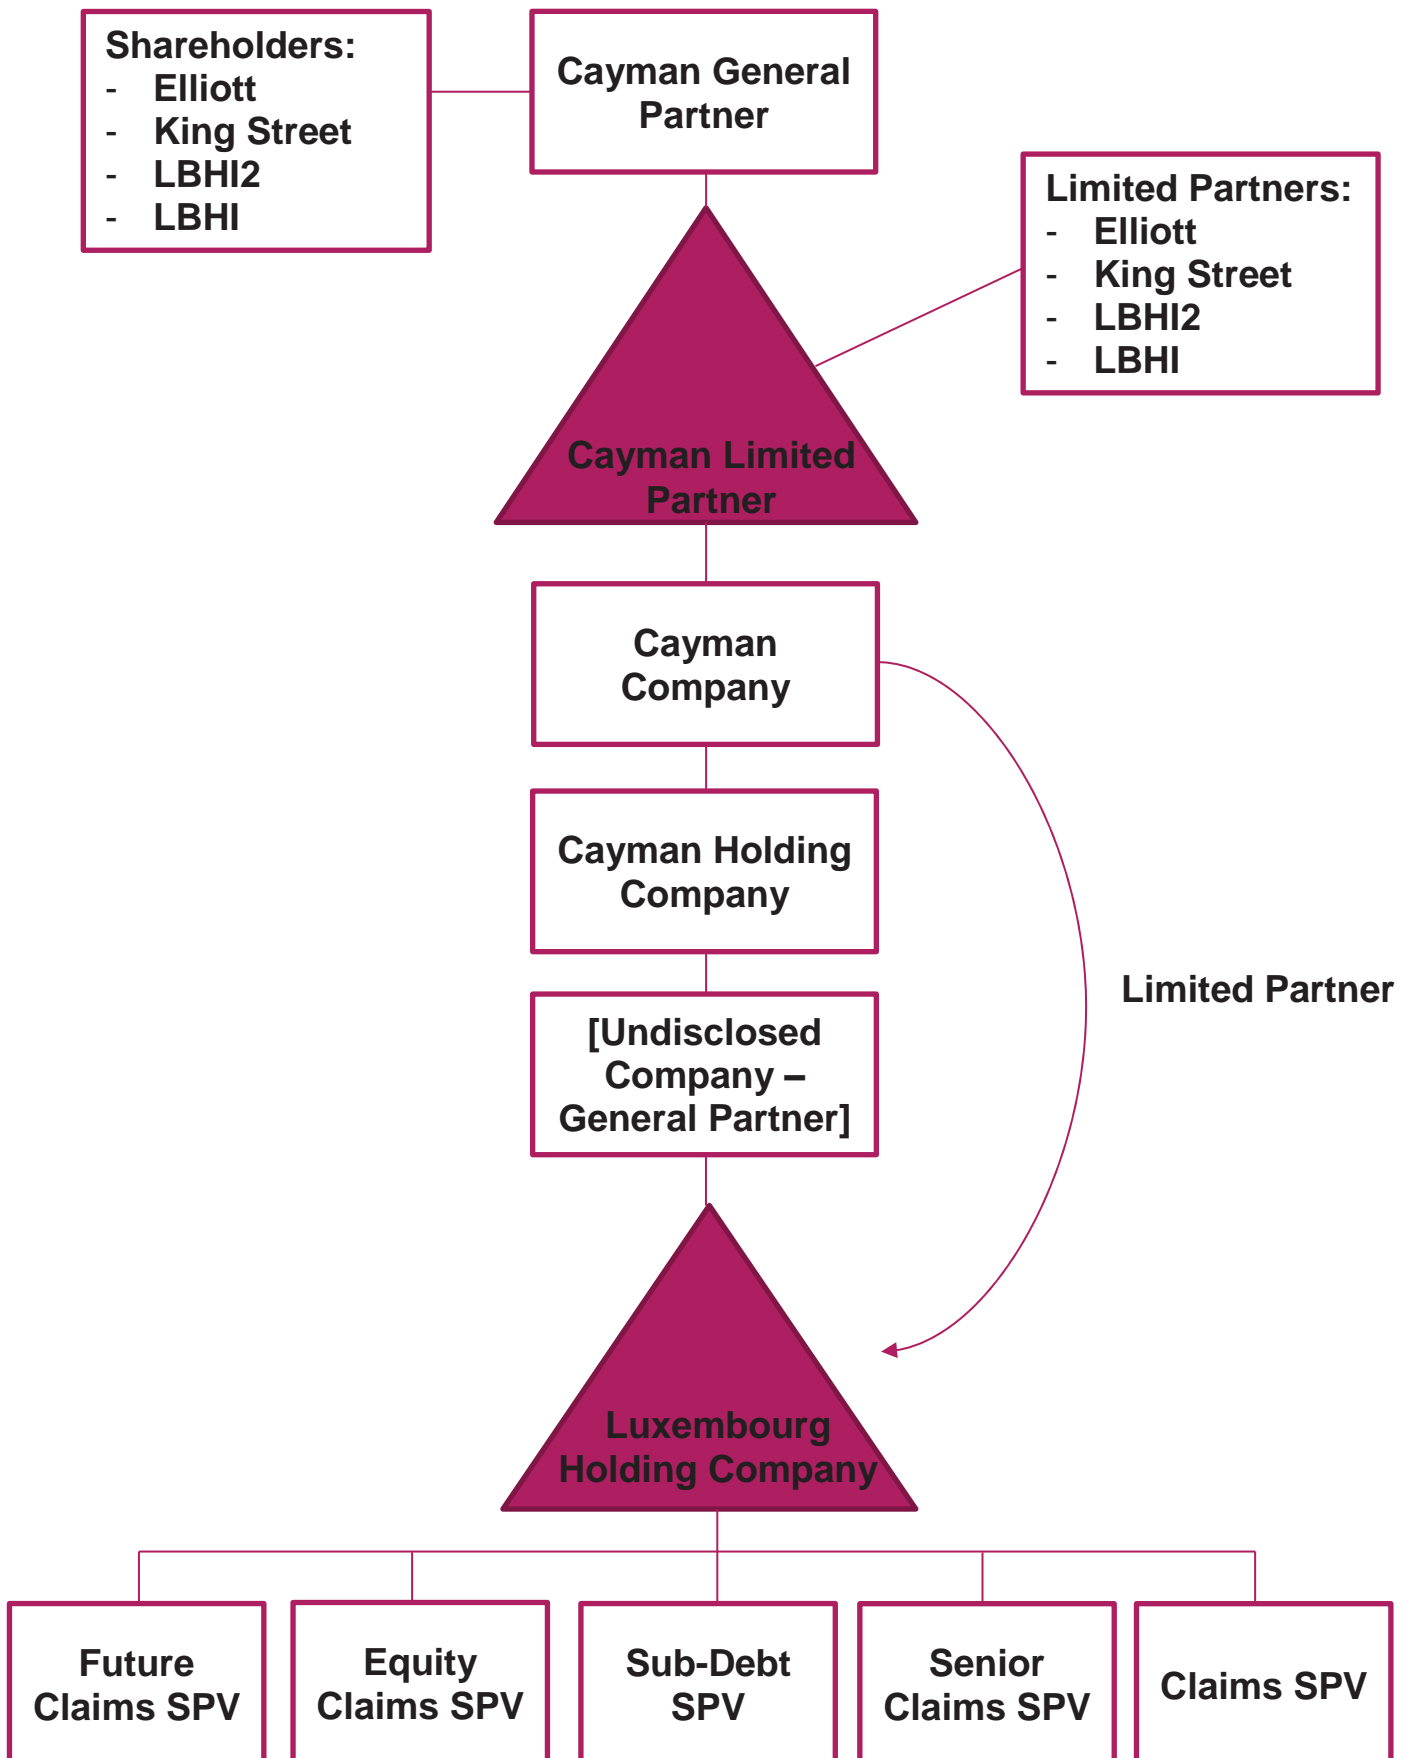 Shareholders:
- Elliott
- King Street
- LBHI2
- LBHI
Cayman General
Partner
Limited Partners:
- Elliott
- King Street
- LBHI2
- LBHI
Cayman Limited
Partner
Cayman
Company
Cayman Holding
Company
Limited Partner
[Undisclosed
Company –
General Partner]
Luxembourg
Holding Company
Future
Claims SPV
Equity
Claims SPV
Sub-Debt
SPV
Senior
Claims SPV
Claims SPV